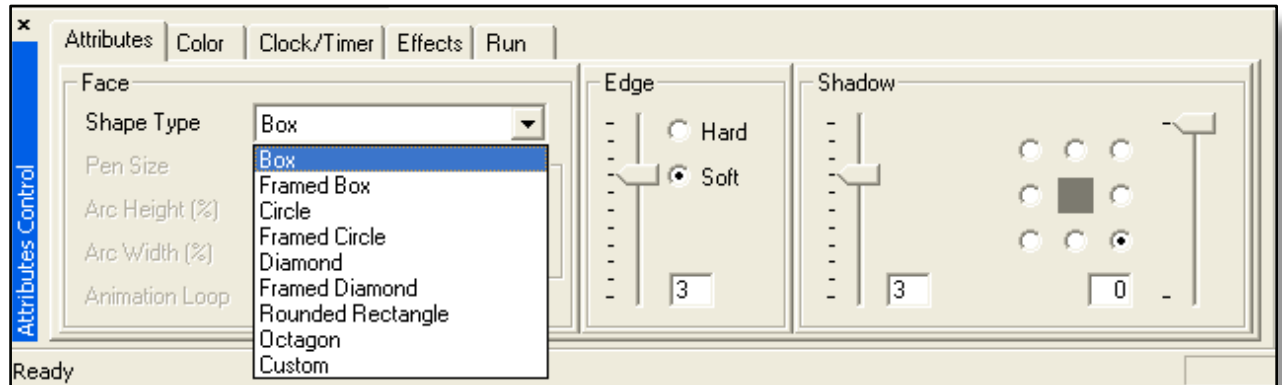 ×
Attributes Color Clock/Timer Effects Run
Attributes Control
Face
Shape Type Box
Pen Size
Arc Height (%)
Arc Width (%)
Animation Loop
Box
Framed Box
Circle
Framed Circle
Diamond
Framed Diamond
Rounded Rectangle
Octagon
Custom
Edge
Hard
Soft
3
Shadow
3
0
Ready